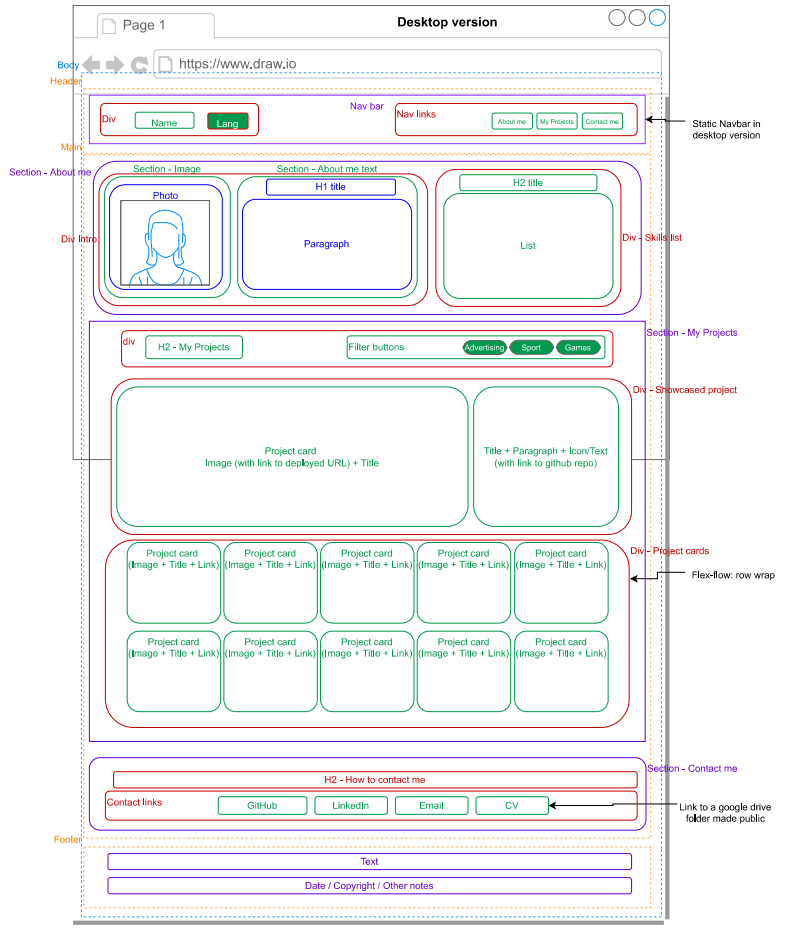 Page 1
Desktop version
https://www.draw.io
Body
Header
Nav bar
Div
Name
Lang
Nav links
About me
My Projects
Contact me
Static Navbar in
desktop version
Main
Section - About me
Section - Image
Section - About me text
Photo
H1 title
H2 title
Div Intro
Paragraph
List
Div - Skills list
Section - My Projects
div
H2 - My Projects
Filter buttons
Advertising
Sport
Games
Div - Showcased project
Project card
Image (with link to deployed URL) + Title
Title + Paragraph + Icon/Text
(with link to github repo)
Div - Project cards
Project card
(Image + Title + Link)
Project card
(Image + Title + Link)
Project card
(Image + Title + Link)
Project card
(Image + Title + Link)
Project card
(Image + Title + Link)
Flex-flow: row wrap
Project card
(Image + Title + Link)
Project card
(Image + Title + Link)
Project card
(Image + Title + Link)
Project card
(Image + Title + Link)
Project card
(Image + Title + Link)
Section - Contact me
H2 - How to contact me
Contact links
GitHub
LinkedIn
Email
CV
Link to a google drive
folder made public
Footer
Text
Date / Copyright / Other notes